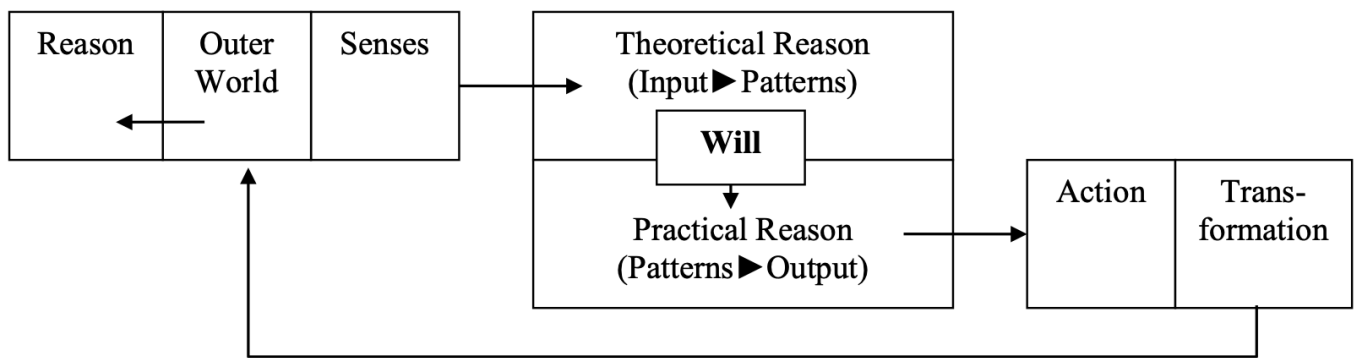 Reason
Outer
World
Senses
Theoretical Reason
(Input►Patterns)
Will
Practical Reason
(Patterns►Output)
Action
Trans-
formation